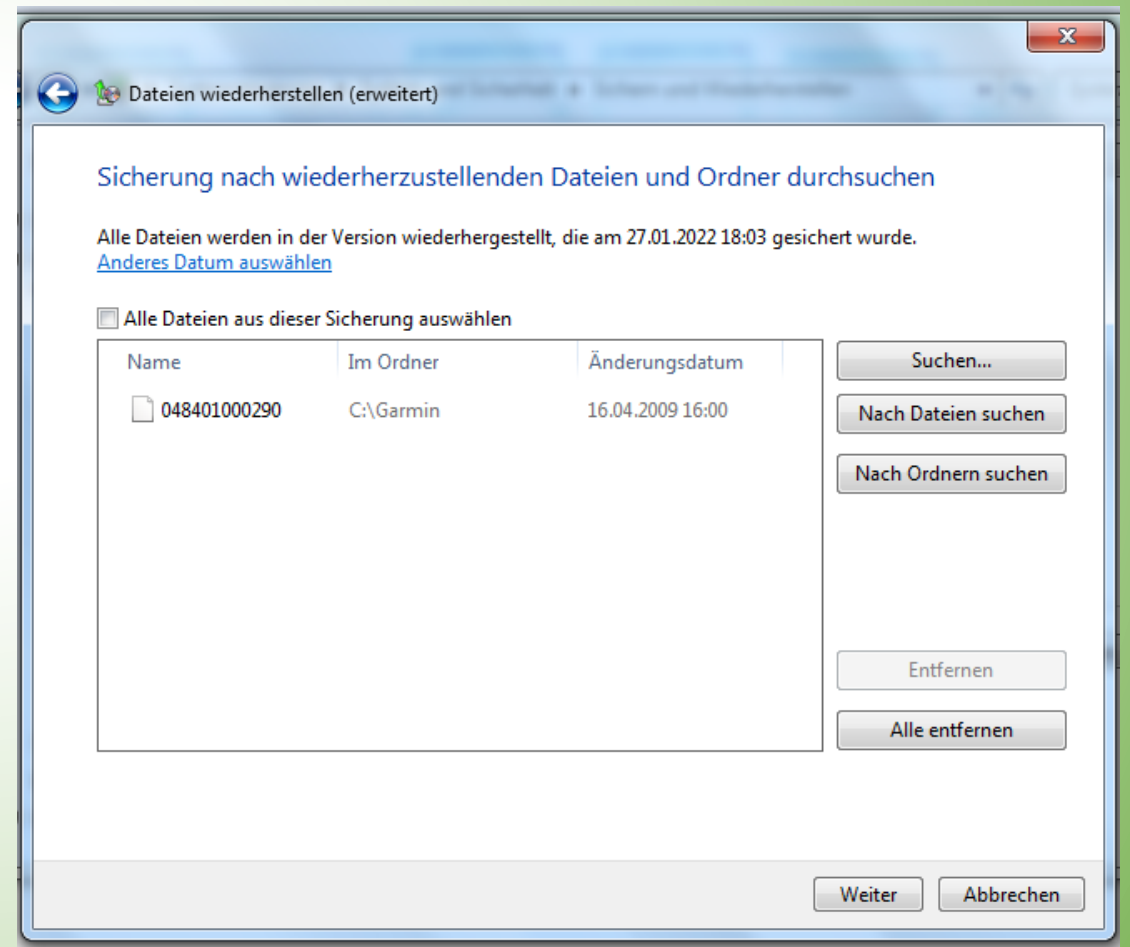 X
Dateien wiederherstellen (erweitert)
Sicherung nach wiederherzustellenden Dateien und Ordner durchsuchen
Alle Dateien werden in der Version wiederhergestellt, die am 27.01.2022 18:03 gesichert wurde.
Anderes Datum auswählen
Alle Dateien aus dieser Sicherung auswählen
Name Im Ordner Änderungsdatum
048401000290 C:\Garmin 16.04.2009 16:00
Suchen...
Nach Dateien suchen
Nach Ordnern suchen
Entfernen
Alle entfernen
Weiter Abbrechen